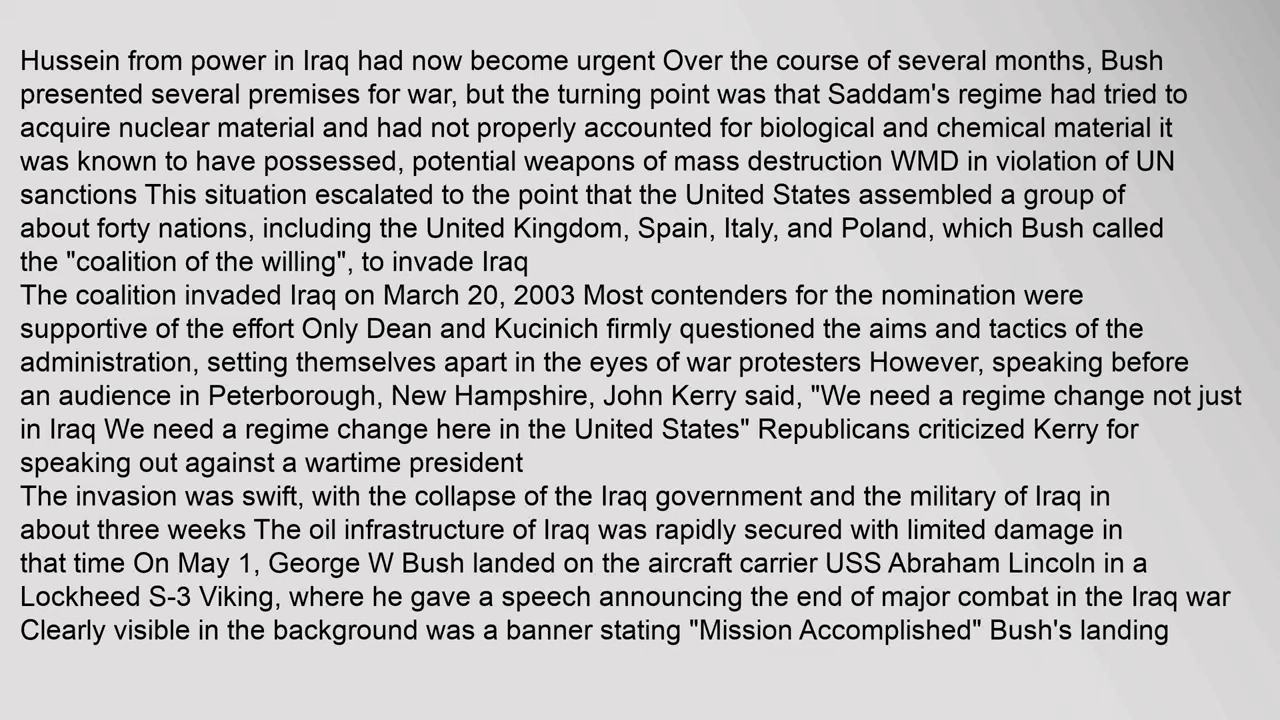 Hussein from power in Iraq had now become urgent Over the course of several months, Bush
presented several premises for war, but the turning point was that Saddam's regime had tried to
acquire nuclear material and had not properly accounted for biological and chemical material it
was known to have possessed, potential weapons of mass destruction WMD in violation of UN
sanctions This situation escalated to the point that the United States assembled a group of
about forty nations, including the United Kingdom, Spain, Italy, and Poland, which Bush called
the "coalition of the willing", to invade Iraq
The coalition invaded Iraq on March 20, 2003 Most contenders for the nomination were
supportive of the effort Only Dean and Kucinich firmly questioned the aims and tactics of the
administration, setting themselves apart in the eyes of war protesters However, speaking before
an audience in Peterborough, New Hampshire, John Kerry said, "We need a regime change not just
in Iraq We need a regime change here in the United States" Republicans criticized Kerry for
speaking out against a wartime president
The invasion was swift, with the collapse of the Iraq government and the military of Iraq in
about three weeks The oil infrastructure of Iraq was rapidly secured with limited damage in
that time On May 1, George W Bush landed on the aircraft carrier USS Abraham Lincoln in a
Lockheed S-3 Viking, where he gave a speech announcing the end of major combat in the Iraq war
Clearly visible in the background was a banner stating "Mission Accomplished" Bush's landing